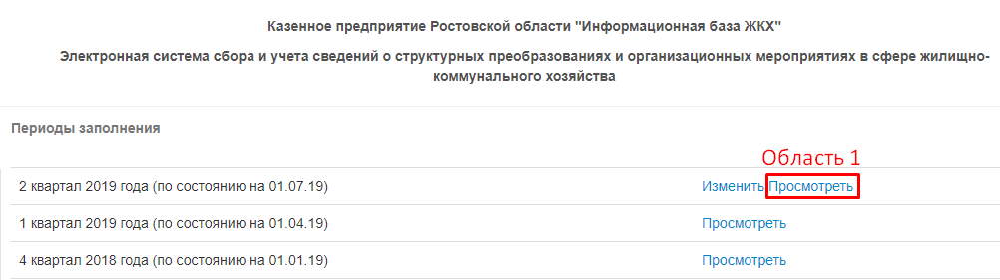 Казенное предприятие Ростовской области "Информационная база ЖКХ"
Электронная система сбора и учета сведений о структурных преобразованиях и организационных мероприятиях в сфере жилищно-
коммунального хозяйства
Периоды заполнения
Область 1
2 квартал 2019 года (по состоянию на 01.07.19) Изменить Просмотреть
1 квартал 2019 года (по состоянию на 01.04.19) Просмотреть
4 квартал 2018 года (по состоянию на 01.01.19) Просмотреть